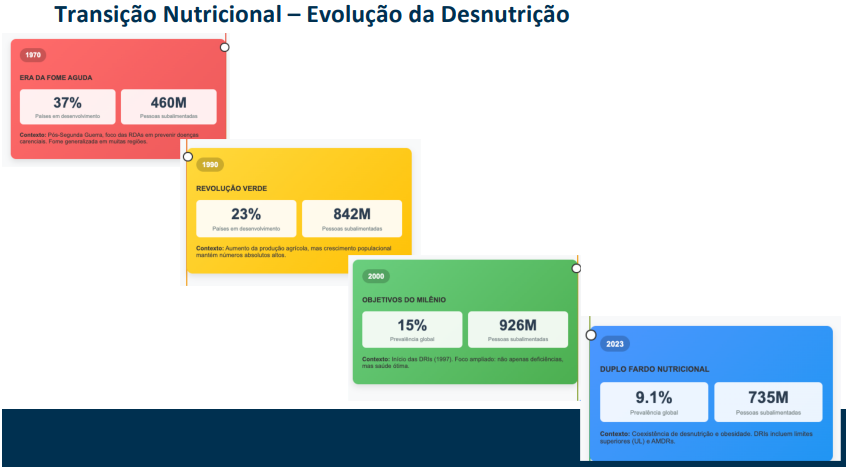 Transição Nutricional – Evolução da Desnutrição
1970
ERA DA FOME AGUDA
37%
Países em desenvolvimento
460M
Pessoas subalimentadas
Contexto: Pós-Segunda Guerra, foco das RDAs em prevenir doenças
carenciais. Fome generalizada em muitas regiões.
1990
REVOLUÇÃO VERDE
23%
Países em desenvolvimento
842M
Pessoas subalimentadas
Contexto: Aumento da produção agrícola, mas crescimento populacional
mantém números absolutos altos.
2000
OBJETIVOS DO MILÊNIO
15%
Prevalência global
926M
Pessoas subalimentadas
Contexto: Início das DRIs (1997). Foco ampliado: não apenas deficiências,
mas saúde ótima.
2023
DUPLO FARDO NUTRICIONAL
9.1%
Prevalência global
735M
Pessoas subalimentadas
Contexto: Coexistência de desnutrição e obesidade. DRIs incluem limites
superiores (UL) e AMDRs.